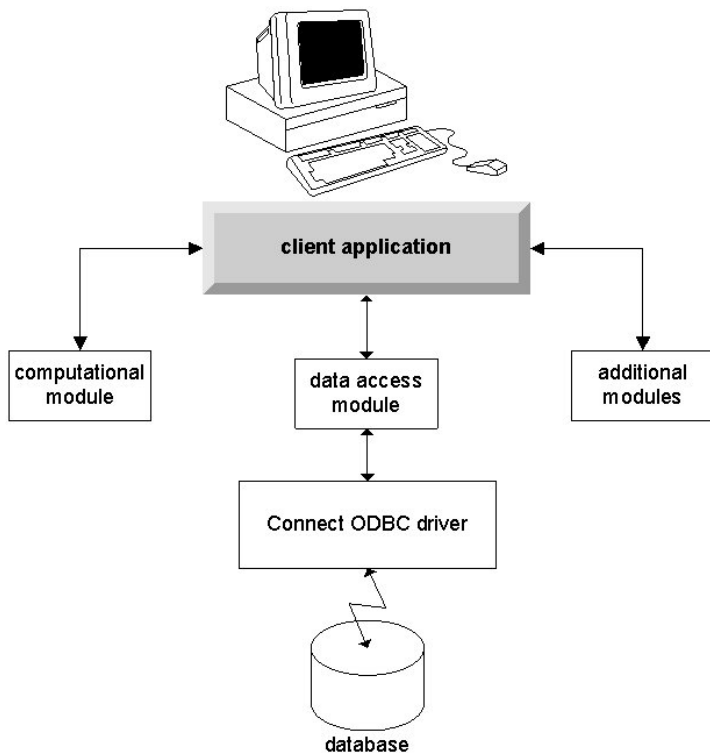 client application
computational
module
data access
module
additional
modules
Connect ODBC driver
database